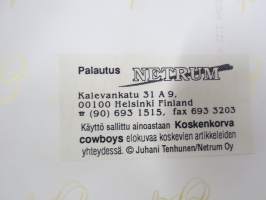 Palautus NETRUM
Kalevankatu 31 A 9,
00100 Helsinki Finland
☎ (90) 693 1515, fax 693 3203
Käyttö sallittu ainoastaan Koskenkorva
cowboys elokuvaa koskevien artikkeleiden
yhteydessä. © Juhani Tenhunen/Netrum Oy